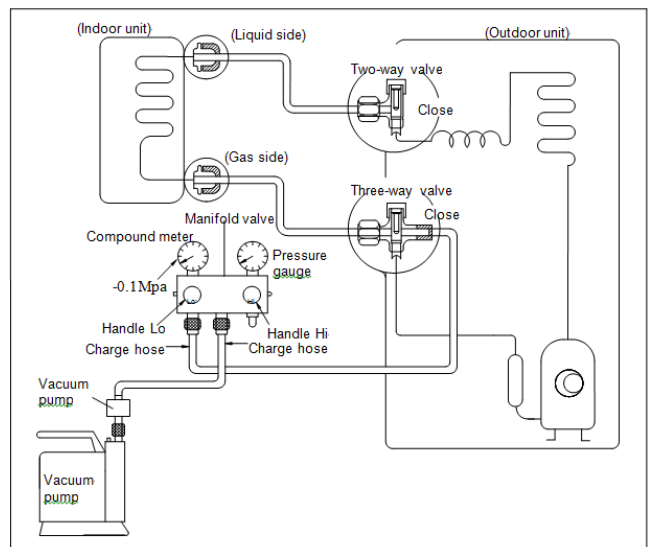 (Indoor unit)
(Liquid side)
(Outdoor unit)
Two-way valve
Close
(Gas side)
Three-way valve
Close
Manifold valve
Compound meter
Pressure
gauge
-0.1Mpa
Lo
Handle Lo
Handle Hi
Charge hose
Charge hose
Vacuum
pump
Vacuum
pump